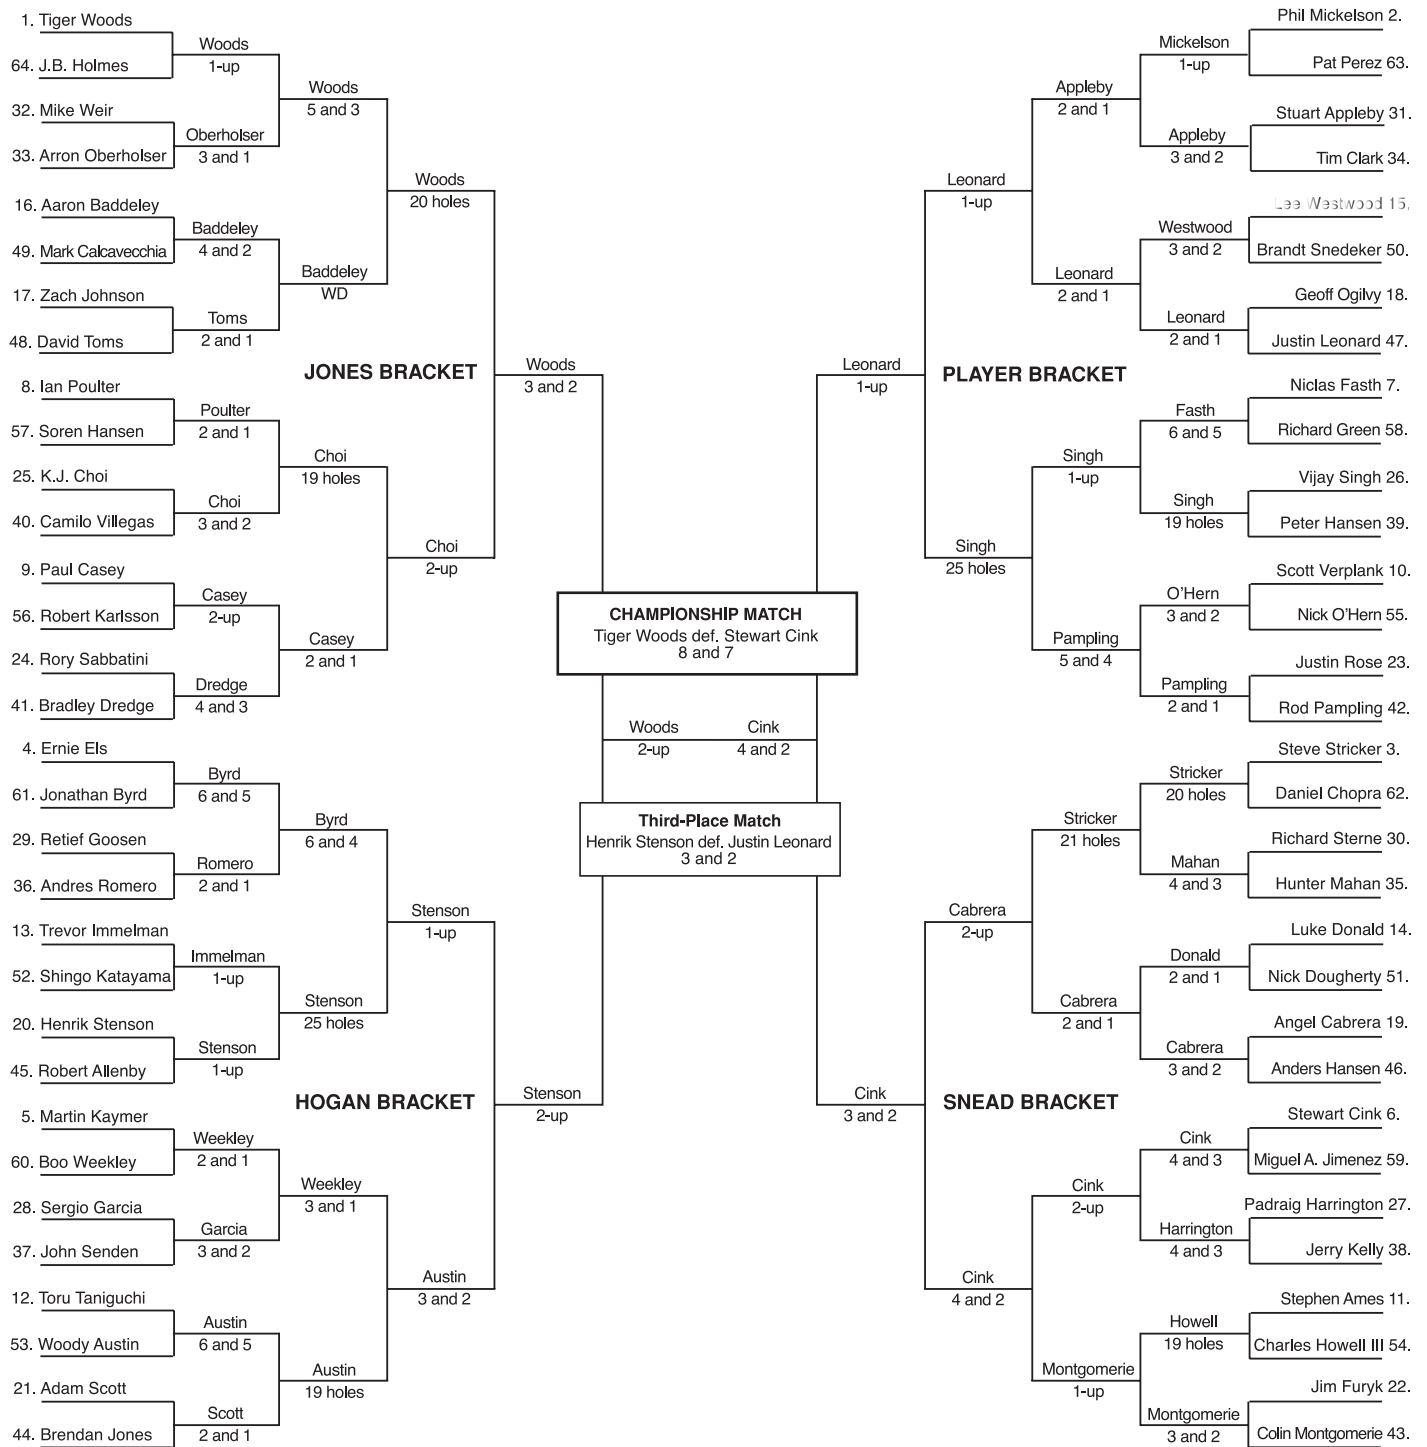 1. Tiger Woods
64. J.B. Holmes
32. Mike Weir
33. Arron Oberholser
16. Aaron Baddeley
49. Mark Calcavecchia
17. Zach Johnson
48. David Toms
8. Ian Poulter
57. Soren Hansen
25. K.J. Choi
40. Camilo Villegas
9. Paul Casey
56. Robert Karlsson
24. Rory Sabbatini
41. Bradley Dredge
4. Ernie Els
61. Jonathan Byrd
29. Retief Goosen
36. Andres Romero
13. Trevor Immelman
52. Shingo Katayama
20. Henrik Stenson
45. Robert Allenby
5. Martin Kaymer
60. Boo Weekley
28. Sergio Garcia
37. John Senden
12. Toru Taniguchi
53. Woody Austin
21. Adam Scott
44. Brendan Jones
Woods
1-up
Oberholser
3 and 1
Baddeley
4 and 2
Toms
2 and 1
Poulter
2 and 1
Choi
3 and 2
Casey
2-up
Dredge
4 and 3
Byrd
6 and 5
Romero
2 and 1
Immelman
1-up
Stenson
1-up
Weekley
2 and 1
Garcia
3 and 2
Austin
6 and 5
Scott
2 and 1
Woods
5 and 3
Baddeley
WD
Choi
19 holes
Casey
2 and 1
Byrd
6 and 4
Stenson
25 holes
Weekley
3 and 1
Austin
19 holes
Woods
20 holes
Choi
2-up
Stenson
1-up
Austin
3 and 2
JONES BRACKET
HOGAN BRACKET
Woods
3 and 2
Stenson
2-up
CHAMPIONSHIP MATCH
Tiger Woods def. Stewart Cink
8 and 7
Woods
2-up
Cink
4 and 2
Third-Place Match
Henrik Stenson def. Justin Leonard
3 and 2
Leonard
1-up
Cink
3 and 2
PLAYER BRACKET
SNEAD BRACKET
Leonard
1-up
Singh
25 holes
Cabrera
2-up
Cink
4 and 2
Appleby
2 and 1
Leonard
2 and 1
Singh
1-up
Pampling
5 and 4
Stricker
21 holes
Cabrera
2 and 1
Cink
2-up
Montgomerie
1-up
Mickelson
1-up
Appleby
3 and 2
Westwood
3 and 2
Leonard
2 and 1
Fasth
6 and 5
Singh
19 holes
O'Hern
3 and 2
Pampling
2 and 1
Stricker
20 holes
Mahan
4 and 3
Donald
2 and 1
Cabrera
3 and 2
Cink
4 and 3
Harrington
4 and 3
Howell
19 holes
Montgomerie
3 and 2
Phil Mickelson 2.
Pat Perez 63.
Stuart Appleby 31.
Tim Clark 34.
Lee Westwood 15.
Brandt Snedeker 50.
Geoff Ogilvy 18.
Justin Leonard 47.
Niclas Fasth 7.
Richard Green 58.
Vijay Singh 26.
Peter Hansen 39.
Scott Verplank 10.
Nick O'Hern 55.
Justin Rose 23.
Rod Pampling 42.
Steve Stricker 3.
Daniel Chopra 62.
Richard Sterne 30.
Hunter Mahan 35.
Luke Donald 14.
Nick Dougherty 51.
Angel Cabrera 19.
Anders Hansen 46.
Stewart Cink 6.
Miguel A. Jimenez 59.
Padraig Harrington 27.
Jerry Kelly 38.
Stephen Ames 11.
Charles Howell III 54.
Jim Furyk 22.
Colin Montgomerie 43.